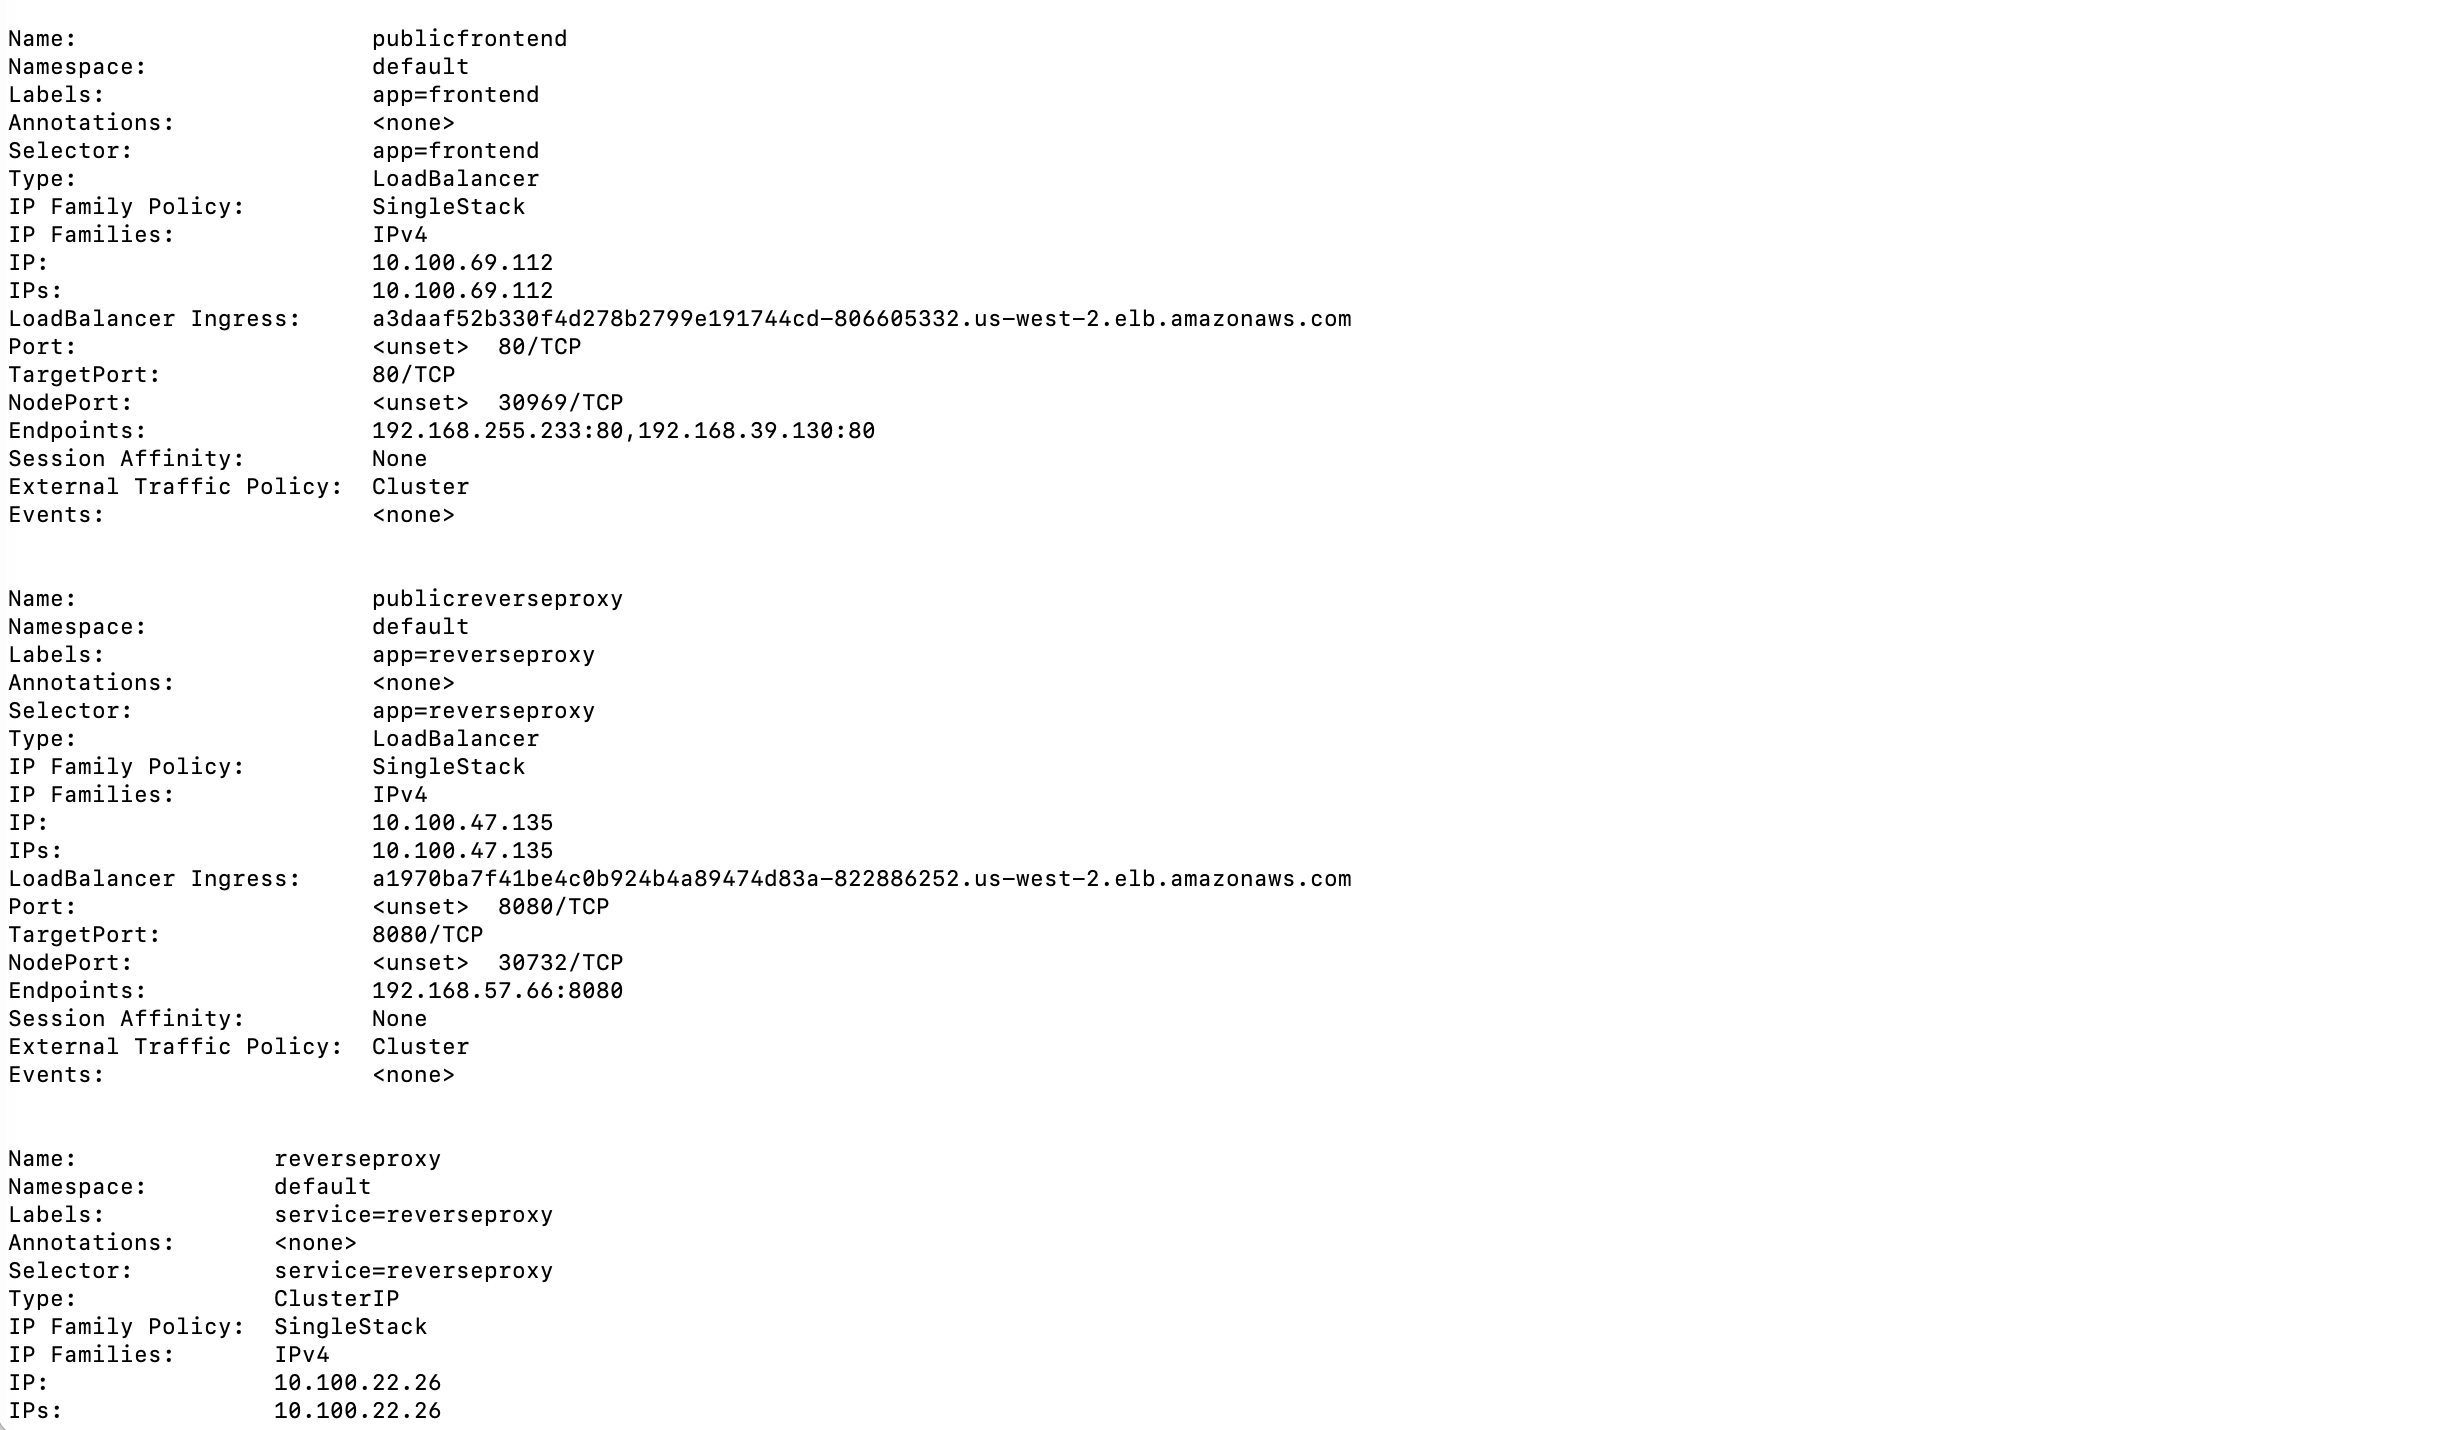 Name: publicfrontend
Namespace: default
Labels: app=frontend
Annotations: <none>
Selector: app=frontend
Type: LoadBalancer
IP Family Policy: SingleStack
IP Families: IPv4
IP: 10.100.69.112
IPs: 10.100.69.112
LoadBalancer Ingress: a3daaf52b330f4d278b2799e191744cd-806605332.us-west-2.elb.amazonaws.com
Port: <unset> 80/TCP
TargetPort: 80/TCP
NodePort: <unset> 30969/TCP
Endpoints: 192.168.255.233:80,192.168.39.130:80
Session Affinity: None
External Traffic Policy: Cluster
Events: <none>
Name: publicreverseproxy
Namespace: default
Labels: app=reverseproxy
Annotations: <none>
Selector: app=reverseproxy
Type: LoadBalancer
IP Family Policy: SingleStack
IP Families: IPv4
IP: 10.100.47.135
IPs: 10.100.47.135
LoadBalancer Ingress: a1970ba7f41be4c0b924b4a89474d83a-822886252.us-west-2.elb.amazonaws.com
Port: <unset> 8080/TCP
TargetPort: 8080/TCP
NodePort: <unset> 30732/TCP
Endpoints: 192.168.57.66:8080
Session Affinity: None
External Traffic Policy: Cluster
Events: <none>
Name: reverseproxy
Namespace: default
Labels: service=reverseproxy
Annotations: <none>
Selector: service=reverseproxy
Type: ClusterIP
IP Family Policy: SingleStack
IP Families: IPv4
IP: 10.100.22.26
IPs: 10.100.22.26